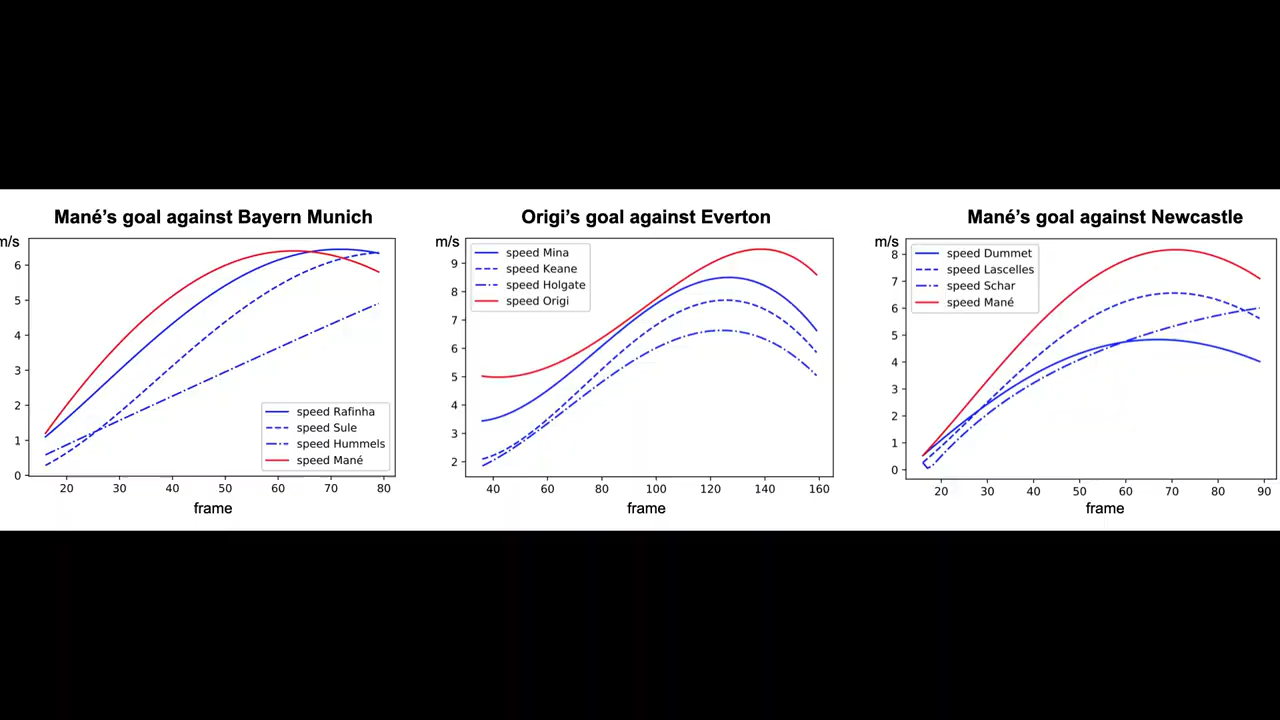 Mané’s goal against Bayern Munich
m/s
6
5
4
3
2
1
0
speed Rafinha
speed Sule
speed Hummels
speed Mané
20 30 40 50 60 70 80
frame
Origi’s goal against Everton
m/s
speed Mina
speed Keane
speed Holgate
speed Origi
9
8
7
6
5
4
3
2
40 60 80 100 120 140 160
frame
Mané’s goal against Newcastle
m/s
speed Dummet
speed Lascelles
speed Schar
speed Mané
8
7
6
5
4
3
2
1
0
20 30 40 50 60 70 80 90
frame